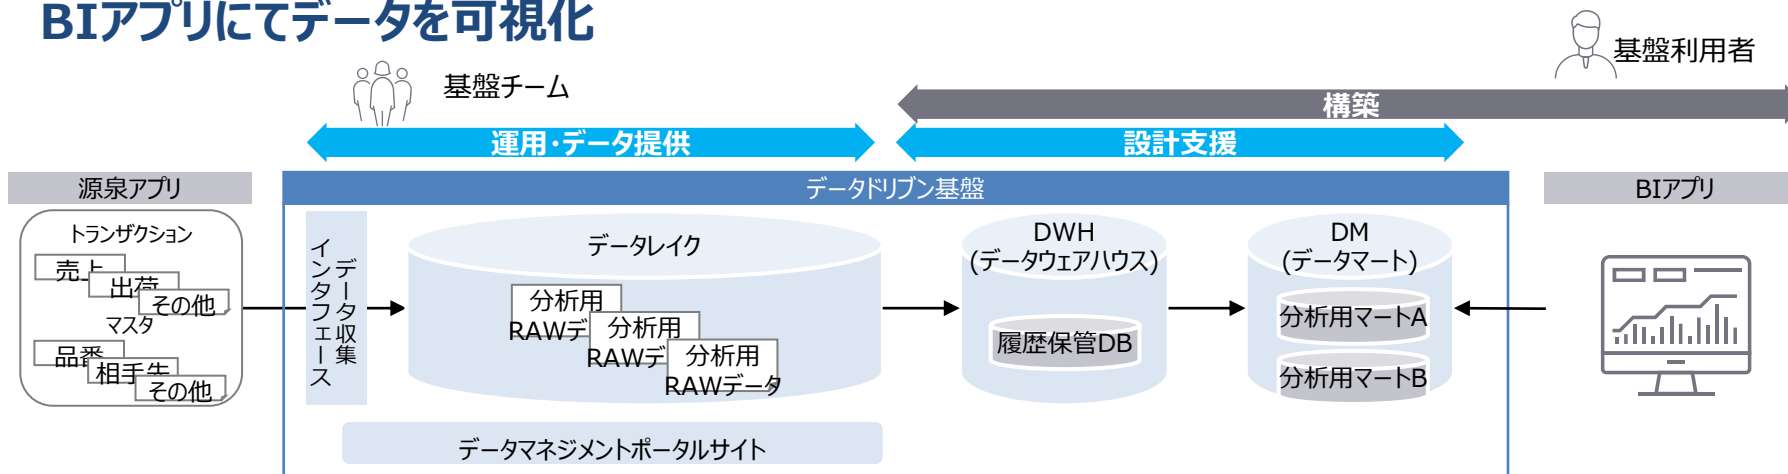 BIアプリにてデータを可視化
基盤利用者
基盤チーム
構築
運用・データ提供
設計支援
源泉アプリ
データドリブン基盤
BIアプリ
トランザクション
売上
出荷
その他
マスタ
品番
相手先
その他
データ収集
インタフェース
データレイク
分析用
RAWデ
分析用
RAWデ
分析用
RAWデータ
DWH
(データウェアハウス)
履歴保管DB
DM
(データマート)
分析用マートA
分析用マートB
データマネジメントポータルサイト